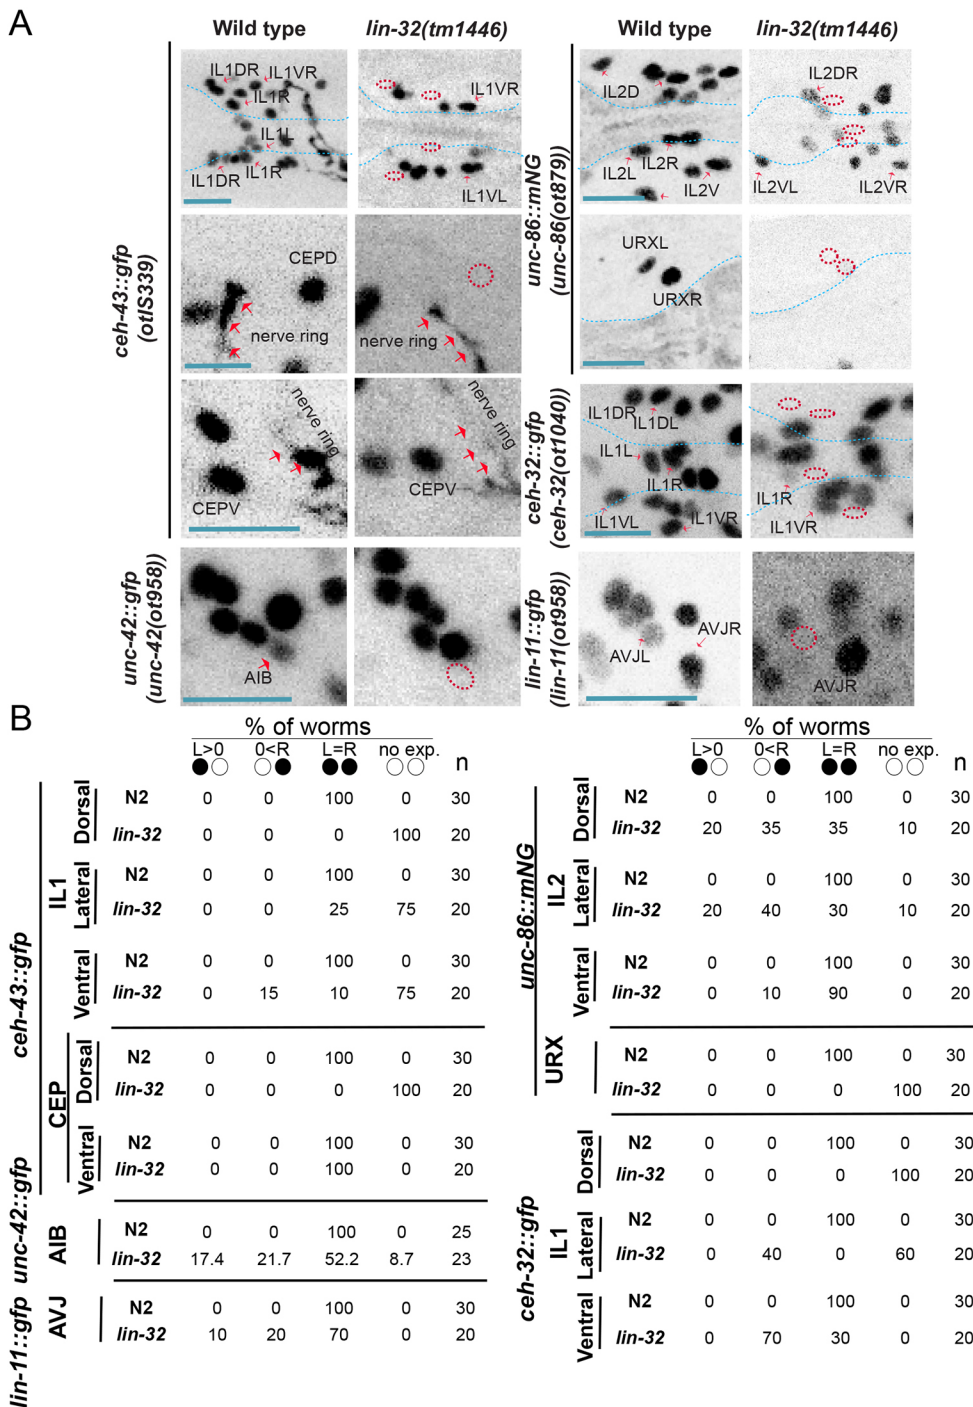 A
Wild type lin-32(tm1446) Wild type lin-32(tm1446)
ceh-43::gfp
(otIS339)
IL1DR IL1VR
IL1R
IL1L
IL1DR IL1R
IL1VR
IL1VL
CEPD
nerve ring
nerve ring
nerve ring
CEPV
nerve ring
CEPV
unc-42::gfp
(unc-42(ot958))
AIB
unc-86::mNG
(unc-86(ot879))
IL2D
IL2L IL2R
IL2V
IL2DR
IL2VL IL2VR
URXL
URXR
ceh-32::gfp
(ceh-32(ot1040))
IL1DR
IL1DL
IL1L
IL1R
IL1VL IL1VR
IL1R
IL1VR
lin-11::gfp
(lin-11(ot958))
AVJL
AVJR
AVJR
B
% of worms
L>0 0<R L=R no exp. n
ceh-43::gfp
IL1
Dorsal
N2 0 0 100 0 30
lin-32 0 0 0 100 20
Lateral
N2 0 0 100 0 30
lin-32 0 0 25 75 20
Ventral
N2 0 0 100 0 30
lin-32 0 15 10 75 20
CEP
Dorsal
N2 0 0 100 0 30
lin-32 0 0 0 100 20
Ventral
N2 0 0 100 0 30
lin-32 0 0 100 0 20
unc-42::gfp
AIB
N2 0 0 100 0 25
lin-32 17.4 21.7 52.2 8.7 23
lin-11::gfp
AVJ
N2 0 0 100 0 30
lin-32 10 20 70 0 20
% of worms
L>0 0<R L=R no exp. n
unc-86::mNG
IL2
Dorsal
N2 0 0 100 0 30
lin-32 20 35 35 10 20
Lateral
N2 0 0 100 0 30
lin-32 20 40 30 10 20
Ventral
N2 0 0 100 0 30
lin-32 0 10 90 0 20
URX
N2 0 0 100 0 30
lin-32 0 0 0 100 20
ceh-32::gfp
IL1
Dorsal
N2 0 0 100 0 30
lin-32 0 0 0 100 20
Lateral
N2 0 0 100 0 30
lin-32 0 40 0 60 20
Ventral
N2 0 0 100 0 30
lin-32 0 70 30 0 20